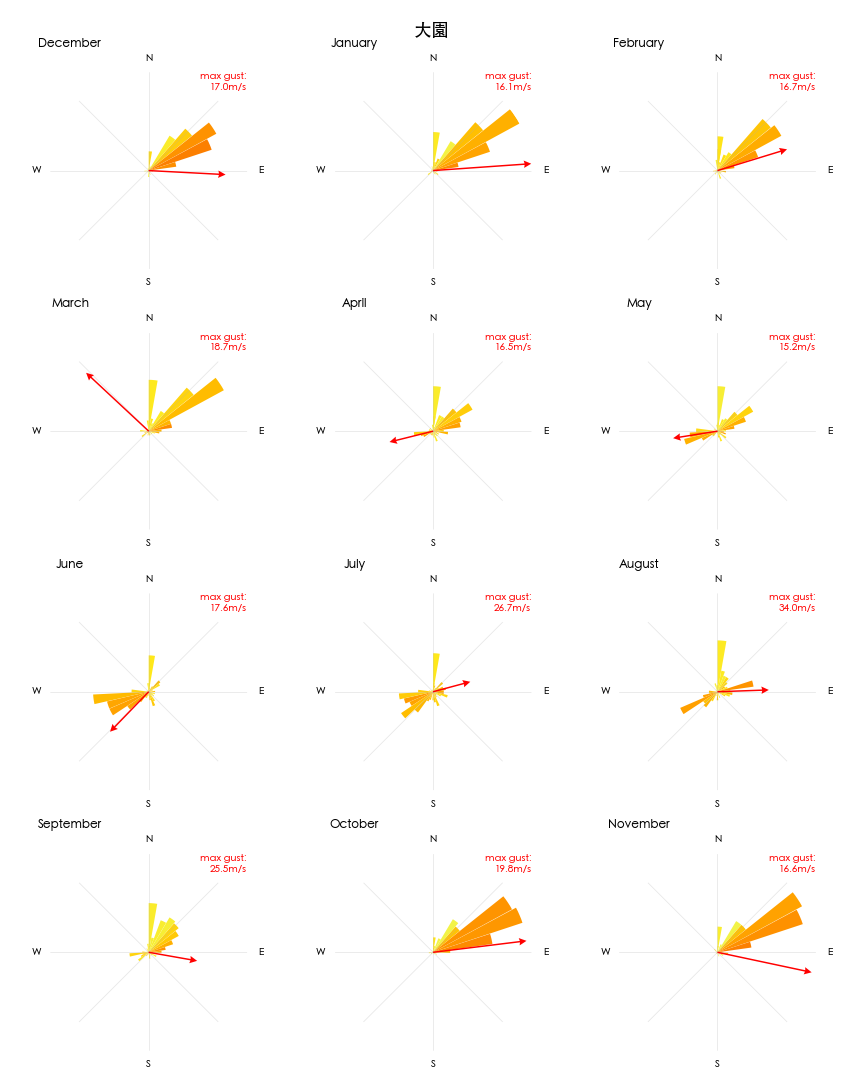 大園
December
N
max gust:
17.0m/s
W
E
S
January
N
max gust:
16.1m/s
W
E
S
February
N
max gust:
16.7m/s
W
E
S
March
N
max gust:
18.7m/s
W
E
S
April
N
max gust:
16.5m/s
W
E
S
May
N
max gust:
15.2m/s
W
E
S
June
N
max gust:
17.6m/s
W
E
S
July
N
max gust:
26.7m/s
W
E
S
August
N
max gust:
34.0m/s
W
E
S
September
N
max gust:
25.5m/s
W
E
S
October
N
max gust:
19.8m/s
W
E
S
November
N
max gust:
16.6m/s
W
E
S